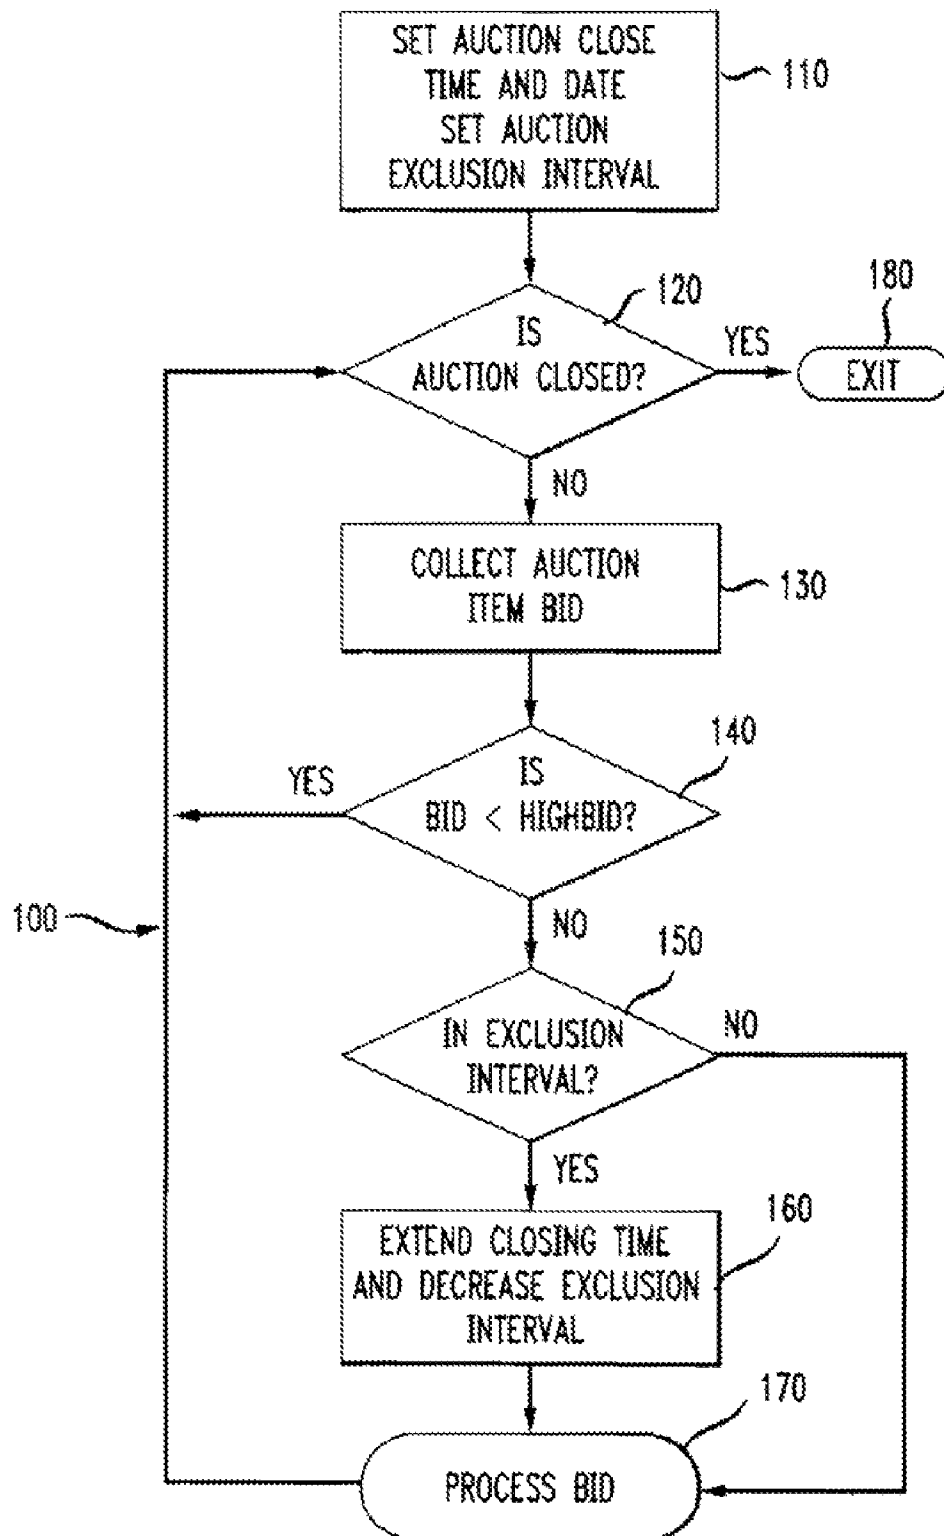 SET AUCTION CLOSE
TIME AND DATE
SET AUCTION
EXCLUSION INTERVAL
110
120
180
IS
AUCTION CLOSED?
YES
EXIT
NO
COLLECT AUCTION
ITEM BID
130
140
YES
IS
BID < HIGHBID?
100
NO
150
IN EXCLUSION
INTERVAL?
NO
YES
160
EXTEND CLOSING TIME
AND DECREASE EXCLUSION
INTERVAL
170
PROCESS BID